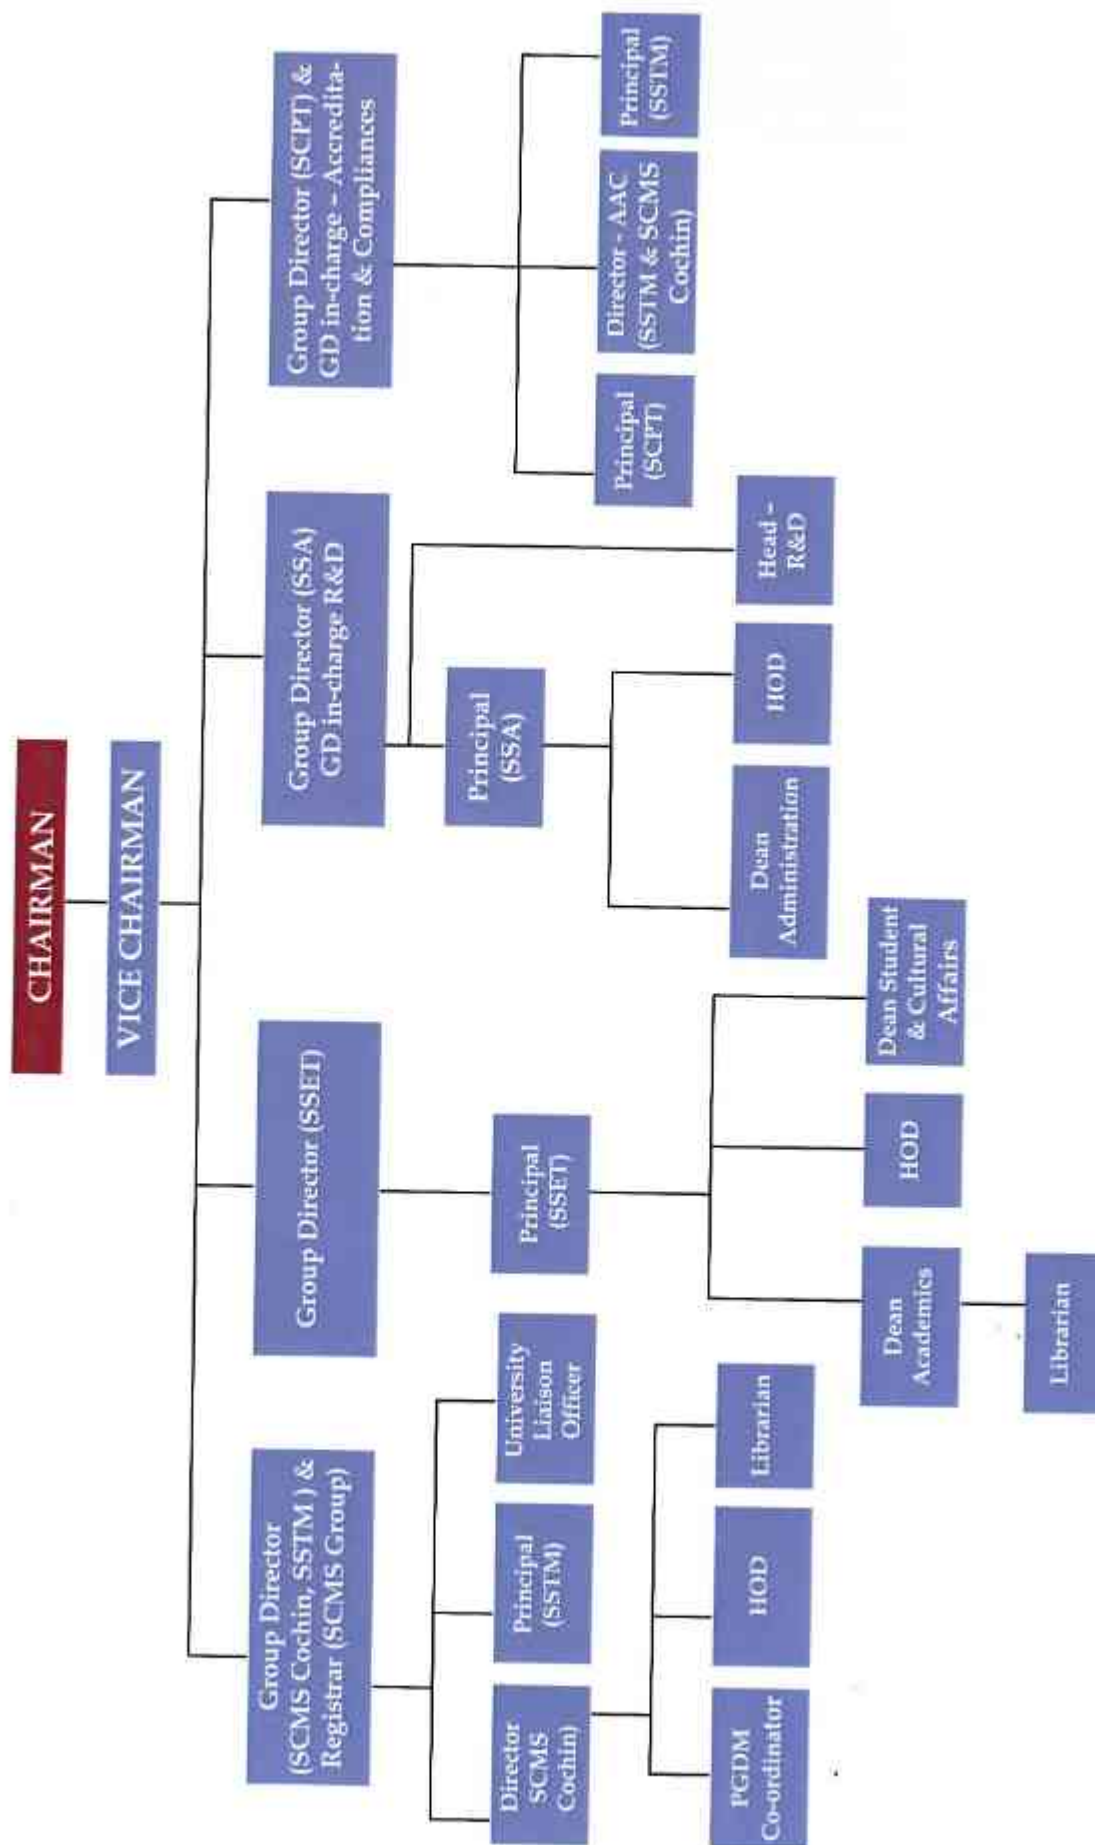 CHAIRMAN
VICE CHAIRMAN
Group Director
(SCMS Cochin, SSTM ) &
Registrar (SCMS Group)
Group Director (SSET)
Group Director (SSA)
GD in-charge R&D
Group Director (SCPT) &
GD in-charge – Accredita-
tion & Compliances
Director
SCMS
Cochin)
Principal
(SSTM)
University
Liaison
Officer
Principal
(SSET)
Principal
(SSA)
Principal
(SCPT)
Director - AAC
(SSTM & SCMS
Cochin)
Principal
(SSTM)
PGDM
Co-ordinator
HOD
Librarian
Dean
Academics
HOD
Dean Student
& Cultural
Affairs
Dean
Administration
HOD
Head –
R&D
Librarian